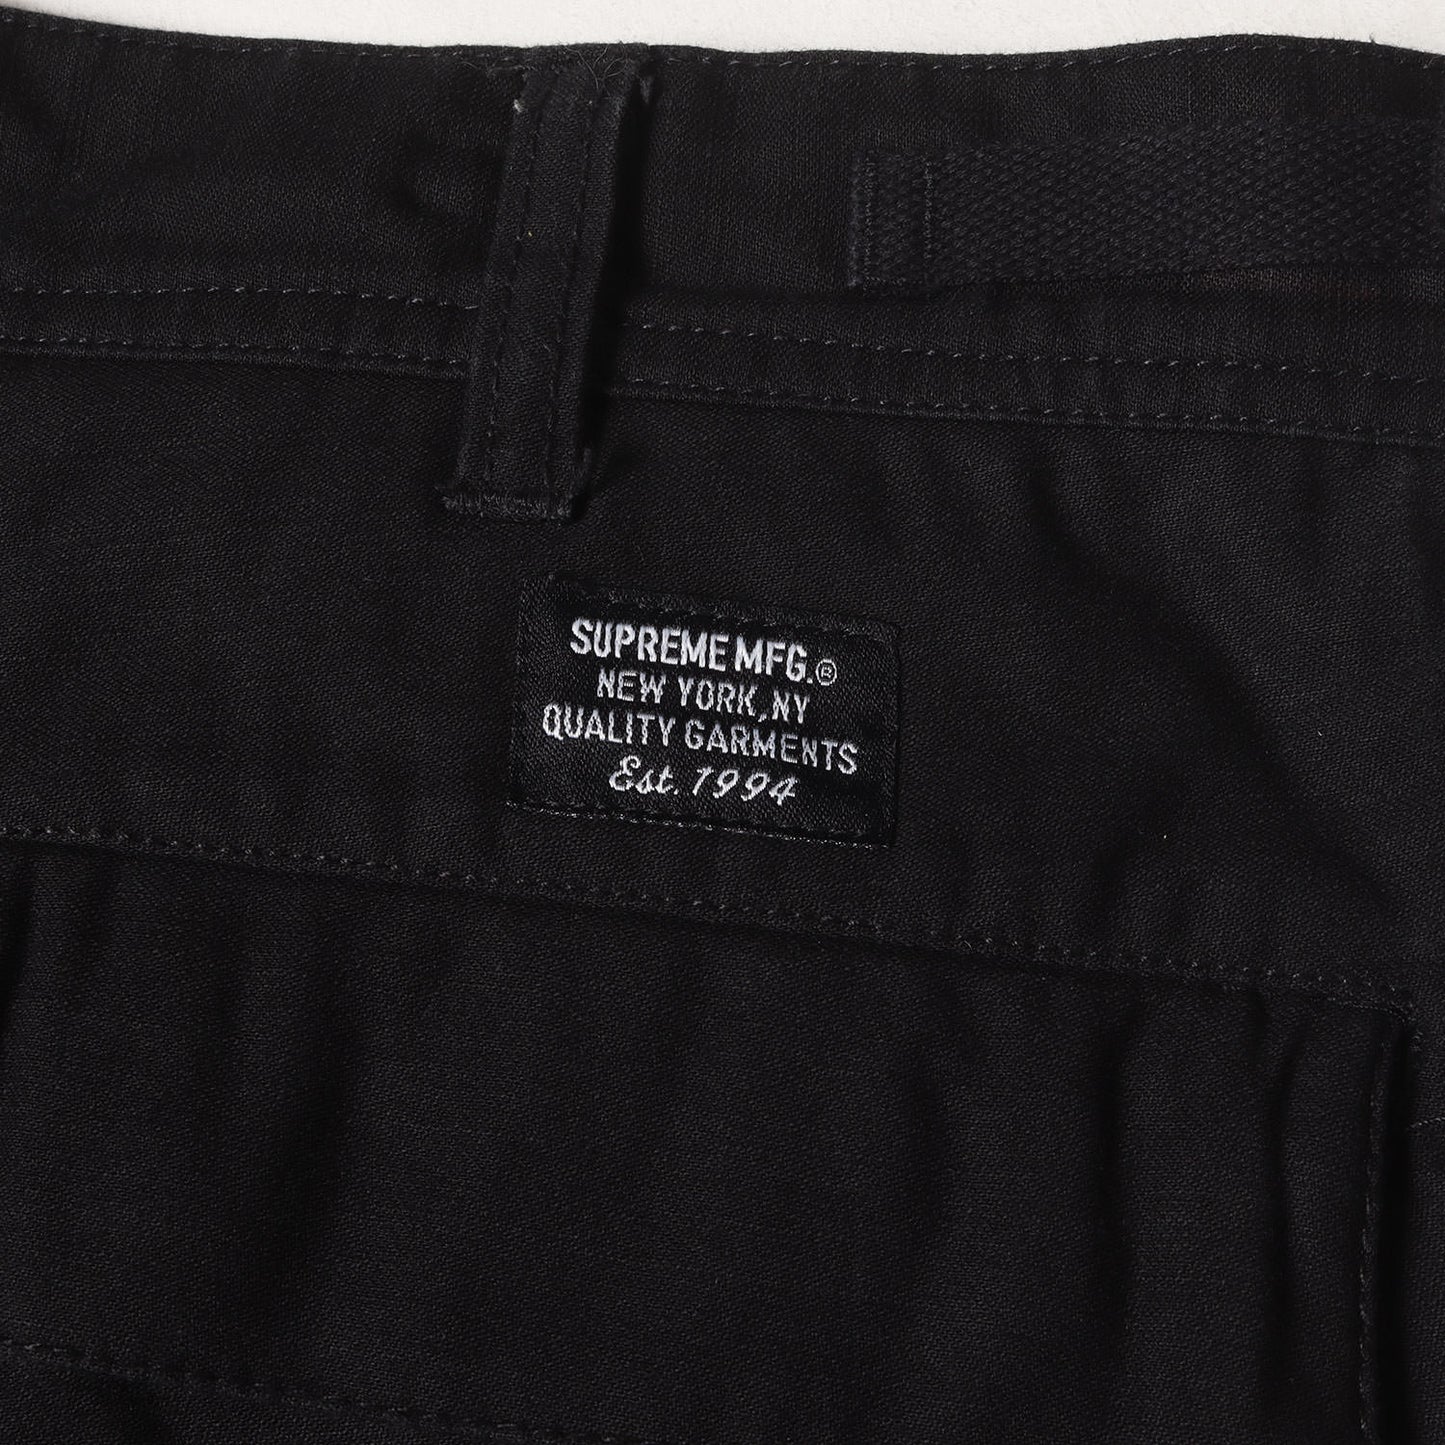 SUPREME MFG.®
NEW YORK, NY
QUALITY GARMENTS
Est. 1994